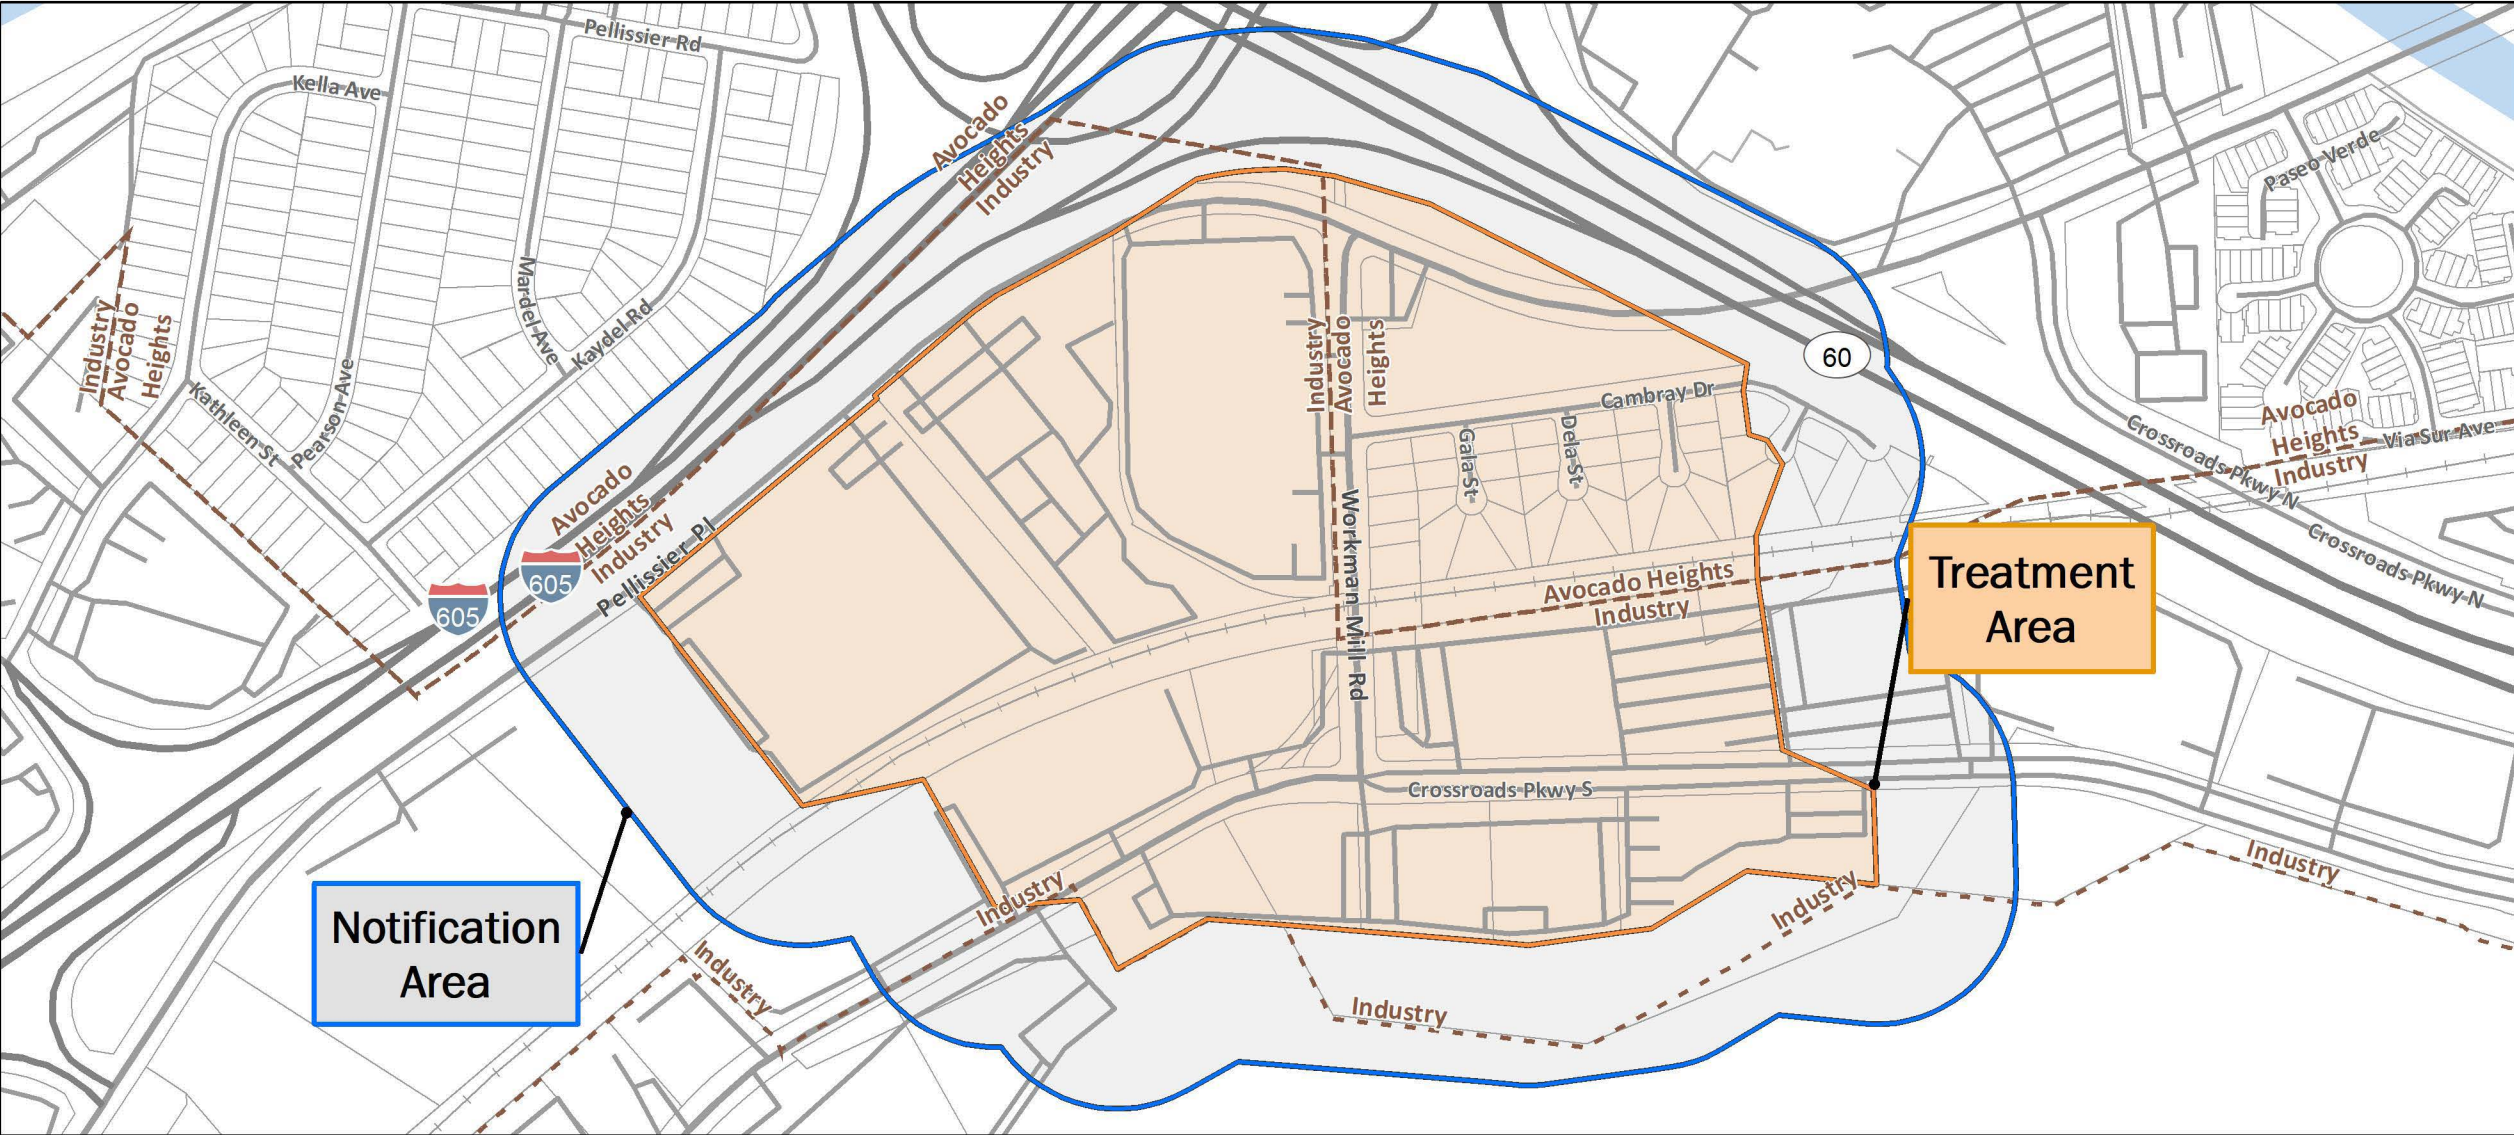 Pellissier Rd
Kella Ave
Avocado
Heights
Industry
Paseo Verde
Mardel Ave
Kaydel Rd
Industry
Avocado
Heights
Industry
Avocado
Heights
60
Kathleen St
Pearson Ave
Cambray Dr
Gala St
Dela St
Crossroads Pkwy N
Avocado
Heights
Industry
Via Sur Ave
Avocado
Heights
Industry
605
605
Pellissier Pl
Workman Mill Rd
Avocado Heights
Industry
Crossroads Pkwy N
Treatment
Area
Crossroads Pkwy S
Industry
Industry
Industry
Notification
Area
Industry
Industry